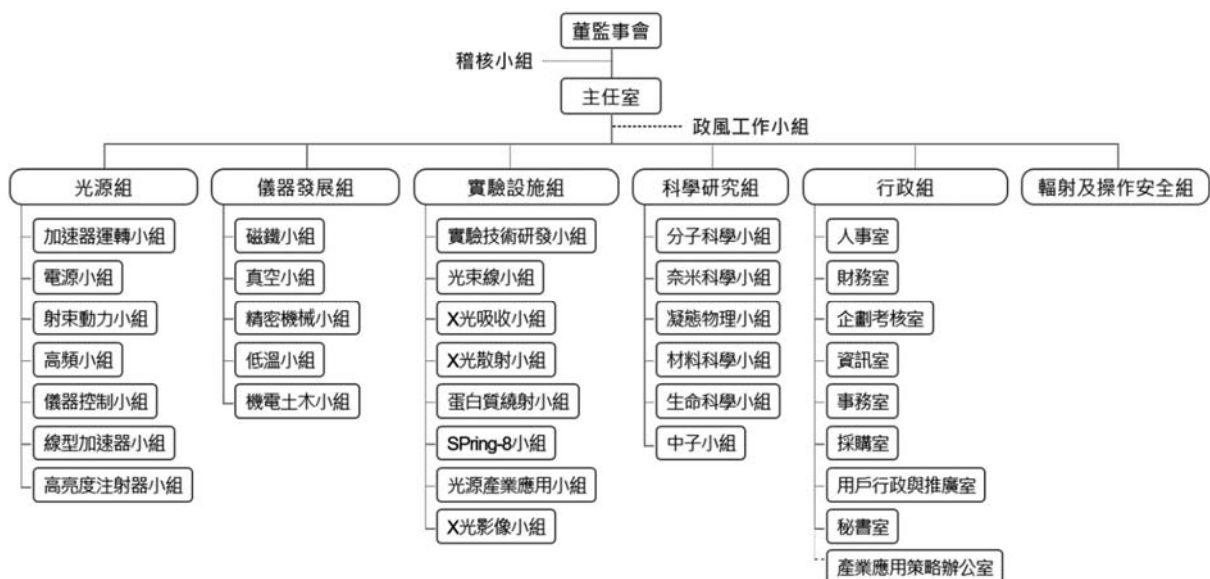 董監事會
稽核小組
主任室
政風工作小組
光源組
加速器運轉小組
電源小組
射束動力小組
高頻小組
儀器控制小組
線型加速器小組
高亮度注射器小組
儀器發展組
磁鐵小組
真空小組
精密機械小組
低溫小組
機電土木小組
實驗設施組
實驗技術研發小組
光束線小組
X光吸收小組
X光散射小組
蛋白質繞射小組
SPring-8小組
光源產業應用小組
X光影像小組
科學研究組
分子科學小組
奈米科學小組
凝態物理小組
材料科學小組
生命科學小組
中子小組
行政組
人事室
財務室
企劃考核室
資訊室
事務室
採購室
用戶行政與推廣室
秘書室
產業應用策略辦公室
輻射及操作安全組